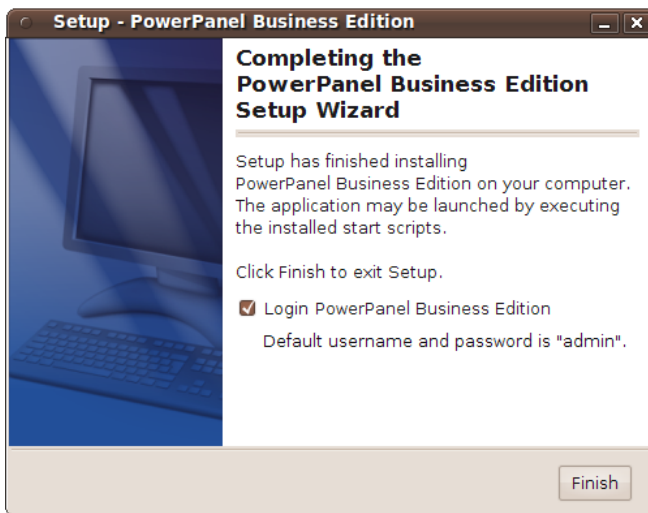 Setup - PowerPanel Business Edition
Completing the
PowerPanel Business Edition
Setup Wizard
Setup has finished installing
PowerPanel Business Edition on your computer.
The application may be launched by executing
the installed start scripts.
Click Finish to exit Setup.
Login PowerPanel Business Edition
Default username and password is "admin".
Finish